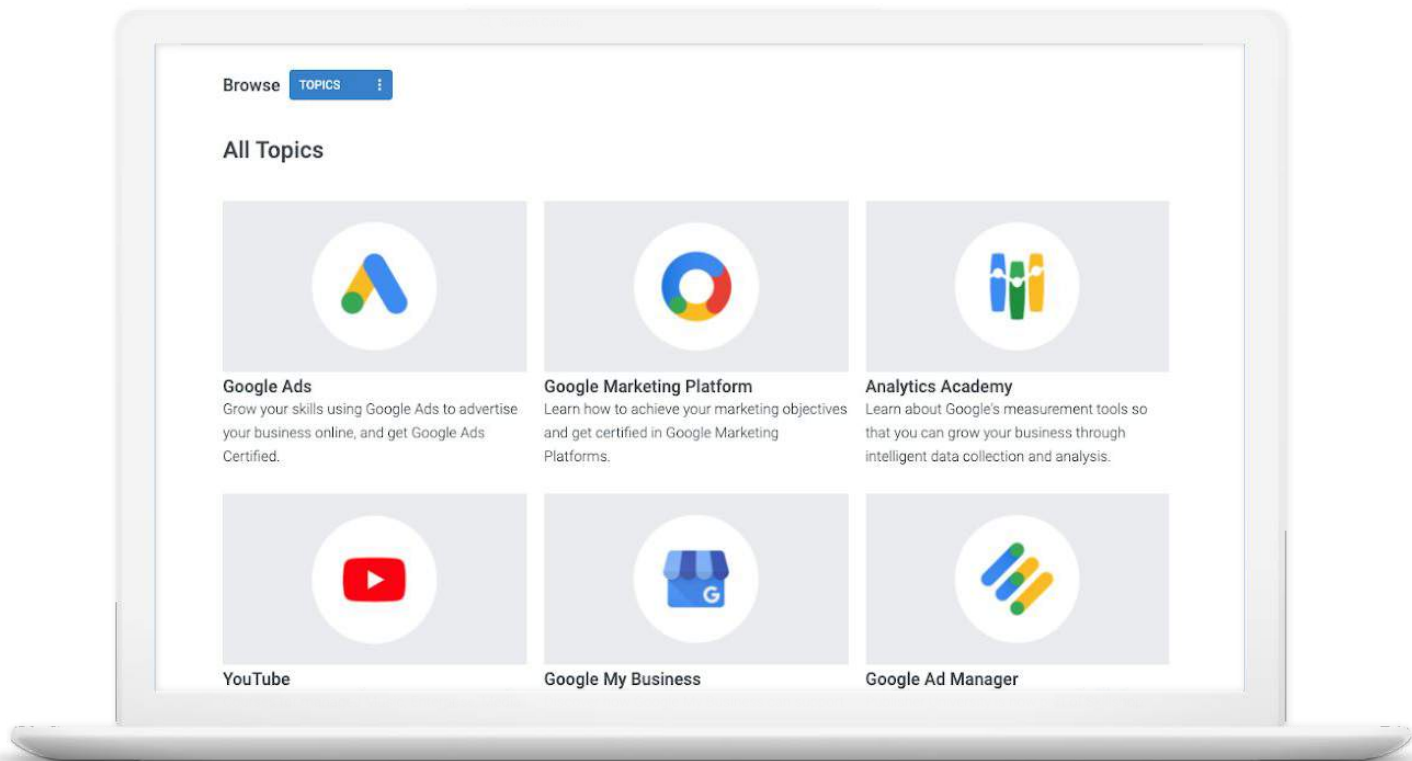 Browse TOPICS
All Topics
Google Ads
Grow your skills using Google Ads to advertise
your business online, and get Google Ads
Certified.
Google Marketing Platform
Learn how to achieve your marketing objectives
and get certified in Google Marketing
Platforms.
Analytics Academy
Learn about Google's measurement tools so
that you can grow your business through
intelligent data collection and analysis.
YouTube
G
Google My Business
Google Ad Manager